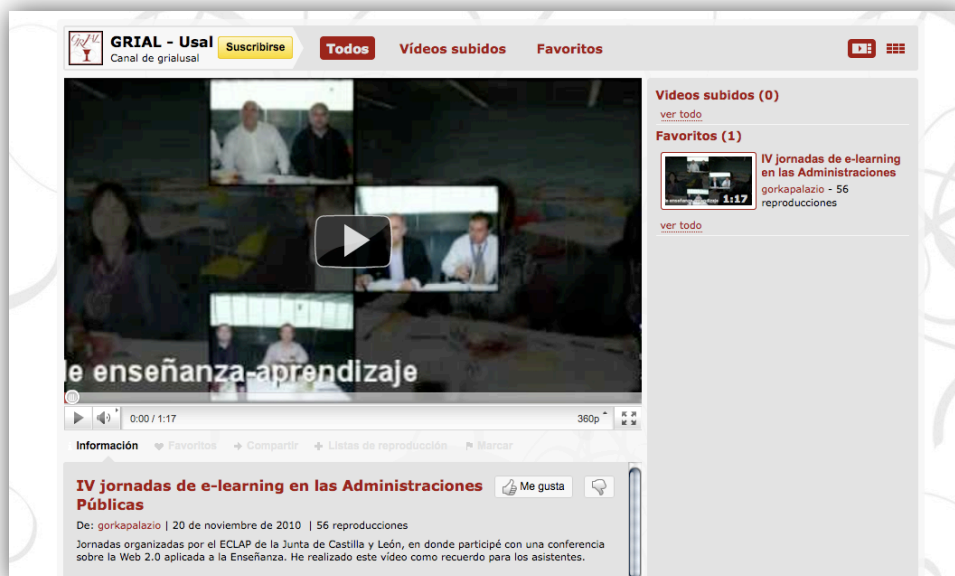 GRIAL
GRIAL - Usal
Canal de grialusal
Suscribirse
Todos
Vídeos subidos
Favoritos
le enseñanza-aprendizaje
0:00 / 1:17
360p
Información
Favoritos
Compartir
Listas de reproducción
Marcar
IV jornadas de e-learning en las Administraciones
Públicas
Me gusta
De: gorkapalazio | 20 de noviembre de 2010 | 56 reproducciones
Jornadas organizadas por el ECLAP de la Junta de Castilla y León, en donde participé con una conferencia
sobre la Web 2.0 aplicada a la Enseñanza. He realizado este vídeo como recuerdo para los asistentes.
Videos subidos (0)
ver todo
Favoritos (1)
IV jornadas de e-learning
en las Administraciones
gorkapalazio - 56
reproducciones
le enseñanza-aprendizaje
1:17
ver todo